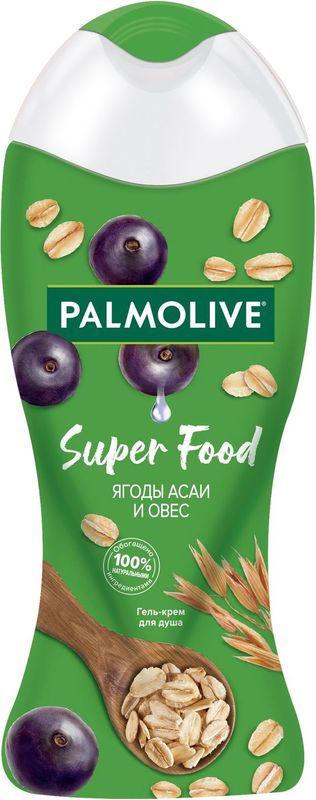 PALMOLIVE®
Super Food
ЯГОДЫ АСАИ
И ОВЕС
Обогащено
100%
НАТУРАЛЬНЫМИ
ингредиентами
Гель-крем
для душа